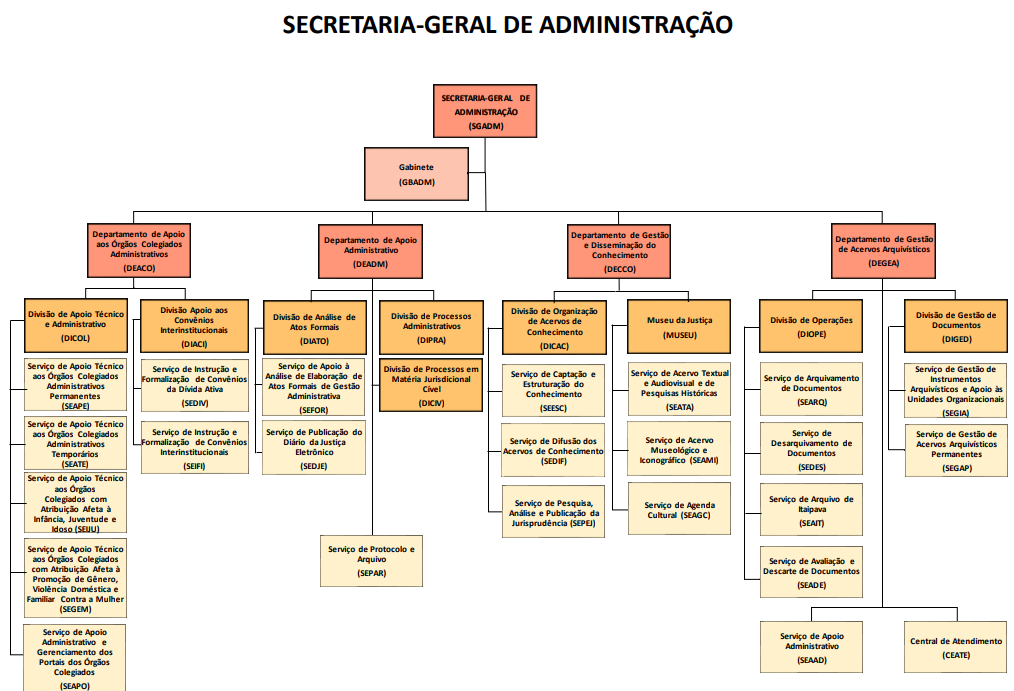 SECRETARIA-GERAL DE ADMINISTRAÇÃO
SECRETARIA-GERAL DE
ADMINISTRAÇÃO
(SGADM)
Gabinete
(GBADM)
Departamento de Apoio
aos Órgãos Colegiados
Administrativos
(DEACO)
Departamento de Apoio
Administrativo
(DEADM)
Departamento de Gestão
e Disseminação do
Conhecimento
(DECCO)
Departamento de Gestão
de Acervos Arquivísticos
(DEGEA)
Divisão de Apoio Técnico
e Administrativo
(DICOL)
Divisão Apoio aos
Convênios
Interinstitucionais
(DIACI)
Divisão de Análise de
Atos Formais
(DIATO)
Divisão de Processos
Administrativos
(DIPRA)
Divisão de Organização
de Acervos de
Conhecimento
(DICAC)
Museu da Justiça
(MUSEU)
Divisão de Operações
(DIOPE)
Divisão de Gestão de
Documentos
(DIGED)
Serviço de Apoio Técnico
aos Órgãos Colegiados
Administrativos
Permanentes
(SEAPE)
Serviço de Instrução e
Formalização de Convênios
da Dívida Ativa
(SEDIV)
Serviço de Apoio à
Análise de Elaboração de
Atos Formais de Gestão
Administrativa
(SEFOR)
Divisão de Processos em
Matéria Jurisdicional
Cível
(DICIV)
Serviço de Captação e
Estruturação do
Conhecimento
(SEESC)
Serviço de Acervo Textual
e Audiovisual e de
Pesquisas Históricas
(SEATA)
Serviço de Arquivamento
de Documentos
(SEARQ)
Serviço de Gestão de
Instrumentos
Arquivísticos e Apoio às
Unidades Organizacionais
(SEGIA)
Serviço de Apoio Técnico
aos Órgãos Colegiados
Administrativos
Temporários
(SEATE)
Serviço de Instrução e
Formalização de Convênios
Interinstitucionais
(SEIFI)
Serviço de Publicação do
Diário da Justiça
Eletrônico
(SEDJE)
Serviço de Difusão dos
Acervos de Conhecimento
(SEDIF)
Serviço de Acervo
Museológico e
Iconográfico (SEAMI)
Serviço de
Desarquivamento de
Documentos
(SEDES)
Serviço de Gestão de
Acervos Arquivísticos
Permanentes
(SEGAP)
Serviço de Apoio Técnico
aos Órgãos
Colegiados com
Atribuição Afeta à
Infância, Juventude e
Idoso (SEIJU)
Serviço de Pesquisa,
Análise e Publicação da
Jurisprudência (SEPEJ)
Serviço de Agenda
Cultural (SEAGC)
Serviço de Arquivo de
Itaipava
(SEAIT)
Serviço de Apoio Técnico
aos Órgãos Colegiados
com Atribuição Afeta à
Promoção de Gênero,
Violência Doméstica e
Familiar Contra a Mulher
(SEGEM)
Serviço de Protocolo e
Arquivo
(SEPAR)
Serviço de Avaliação e
Descarte de Documentos
(SEADE)
Serviço de Apoio
Administrativo e
Gerenciamento dos
Portais dos Órgãos
Colegiados
(SEAPO)
Serviço de Apoio
Administrativo
(SEAAD)
Central de Atendimento
(CEATE)